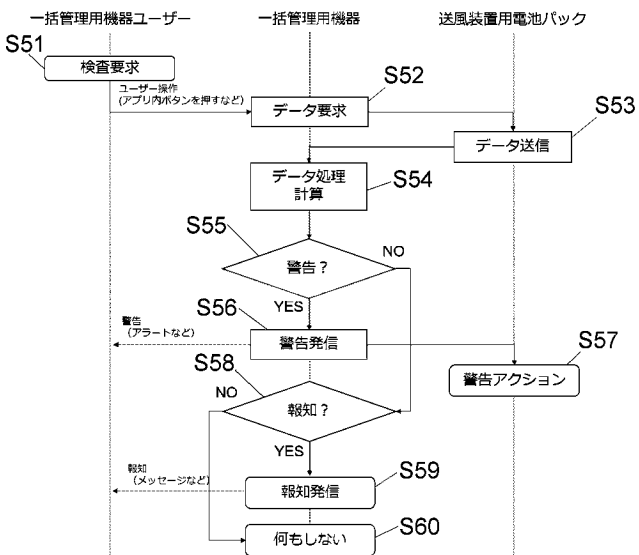 一括管理用機器ユーザー
一括管理用機器
送風装置用電池パック
S51
検査要求
ユーザー操作
(アプリ内ボタンを押すなど)
S52
データ要求
S53
データ送信
データ処理
計算
S54
S55
警告？
NO
YES
S56
警告
(アラートなど)
警告発信
S57
警告アクション
S58
NO
報知？
YES
報知
(メッセージなど)
S59
報知発信
S60
何もしない